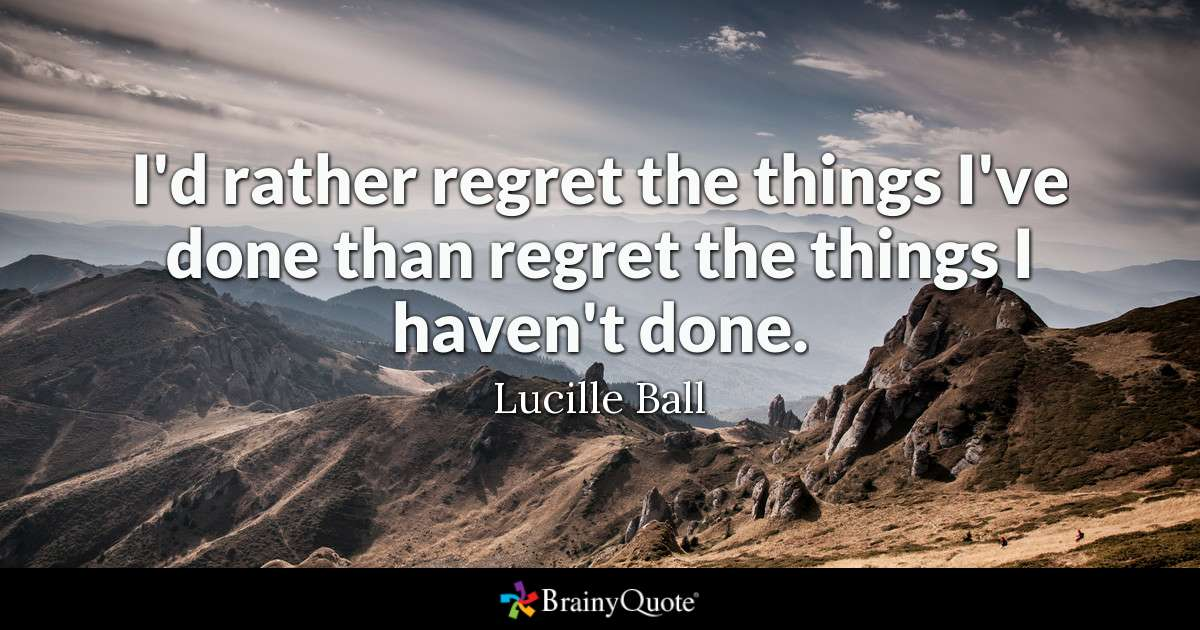 I'd rather regret the things I've
done than regret the things I
haven't done.
Lucille Ball
BrainyQuote®